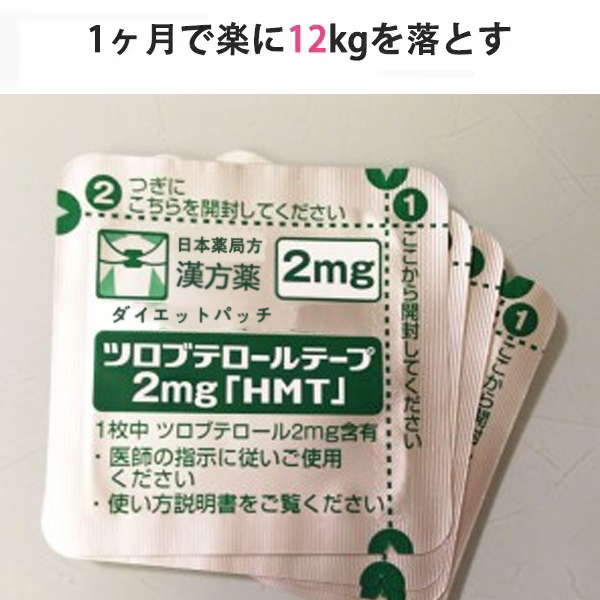 1ヶ月で楽に12kgを落とす
2 つぎに
こちらを開封してください
1
ここから開封してください
日本薬局方
漢方薬
2mg
ダイエットパッチ
ツロブテロールテープ
2mg「HMT」
1枚中 ツロブテロール2mg含有
・医師の指示に従いご使用
ください
・使い方説明書をご覧ください
1
ここから開